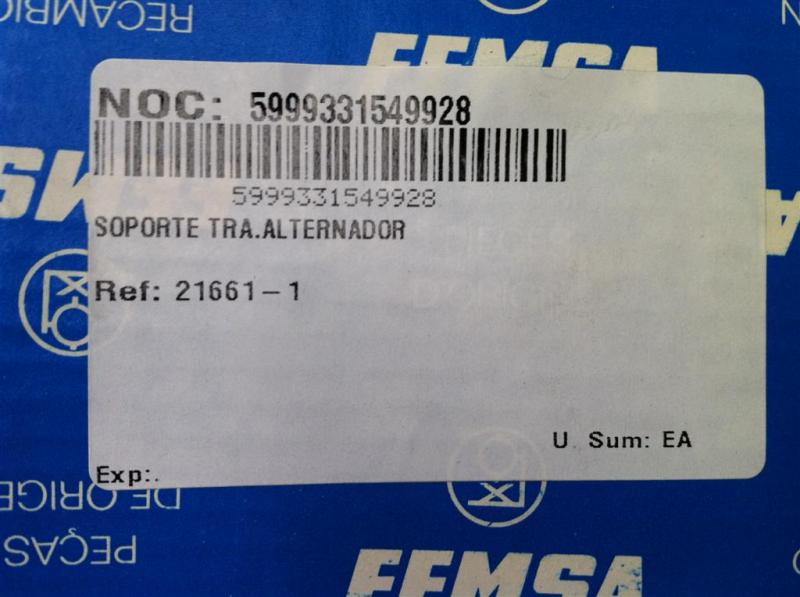 RECAMBIO
FEMSA
NOC: 5999331549928
5999331549928
SOPORTE TRA.ALTERNADOR
Ref: 21661-1
U Sum: EA
Exp:.
DE ORIGE
PEÇAS
FEMSA